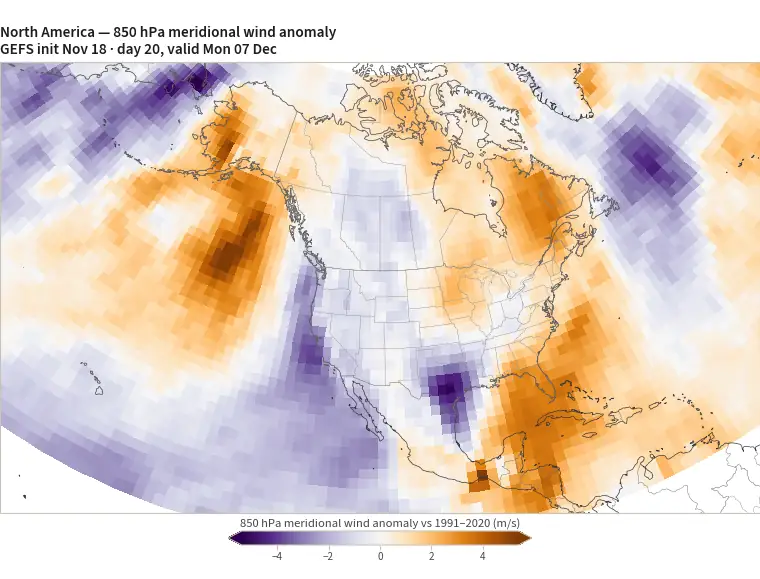 North America — 850 hPa meridional wind anomaly
GEFS init Nov 18 · day 20, valid Mon 07 Dec
850 hPa meridional wind anomaly vs 1991–2020 (m/s)
−4 −2 0 2 4